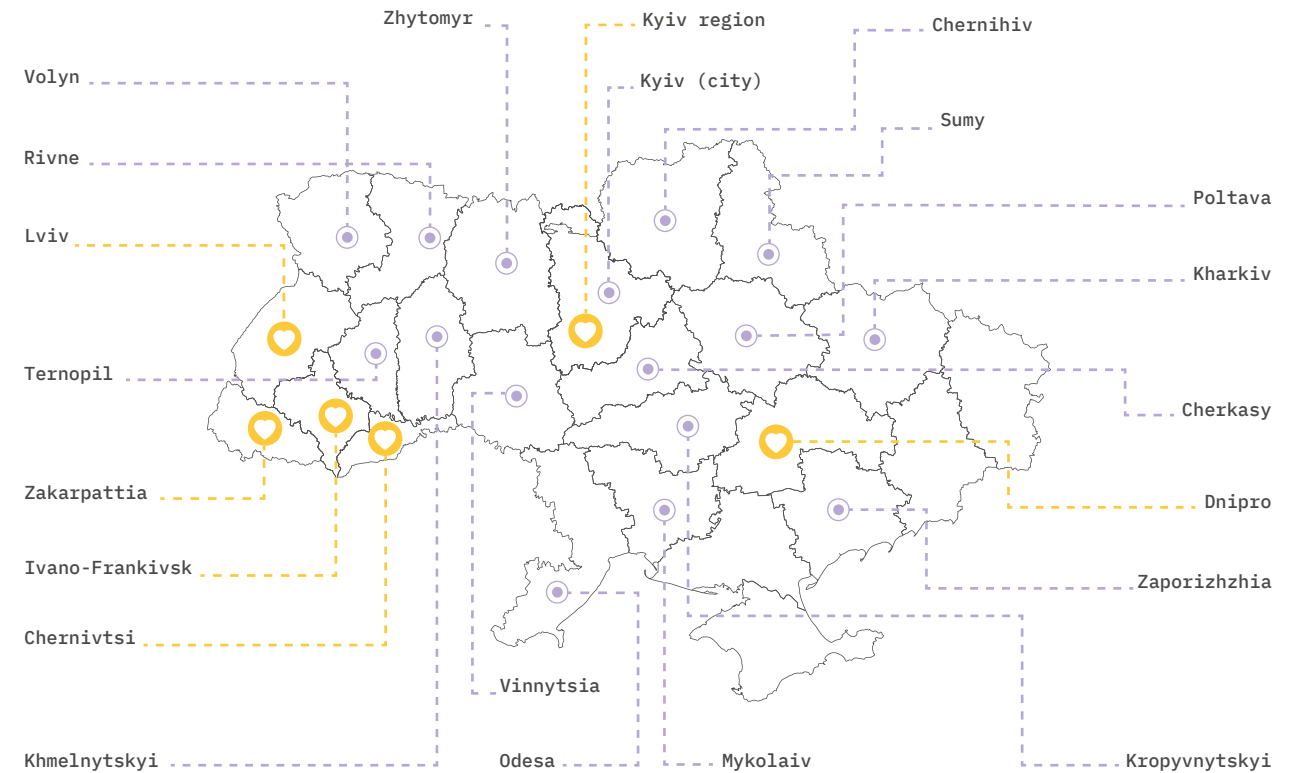 Zhytomyr
Kyiv region
Chernihiv
Volyn
Kyiv (city)
Sumy
Rivne
Poltava
Lviv
Kharkiv
Ternopil
Cherkasy
Zakarpattia
Dnipro
Ivano-Frankivsk
Zaporizhzhia
Chernivtsi
Vinnytsia
Khmelnytskyi
Odesa
Mykolaiv
Kropyvnytskyi